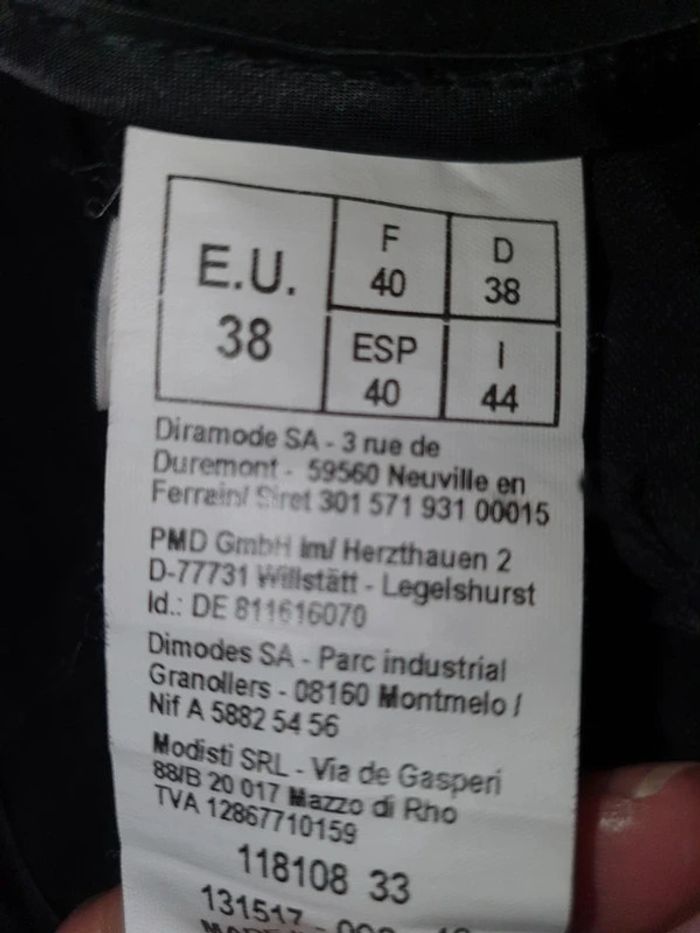 E.U.
38
F
40
D
38
ESP
40
I
44
Diramode SA - 3 rue de
Duremont - 59560 Neuville en
Ferrain/ Siret 301 571 931 00015
PMD GmbH Im/ Herzthauen 2
D-77731 Willstätt - Legelshurst
Id.: DE 811616070
Dimodes SA - Parc industrial
Granollers - 08160 Montmelo /
Nif A 5882 54 56
Modisti SRL - Via de Gasperi
88/B 20 017 Mazzo di Rho
TVA 12867710159
118108 33
131517
MADE